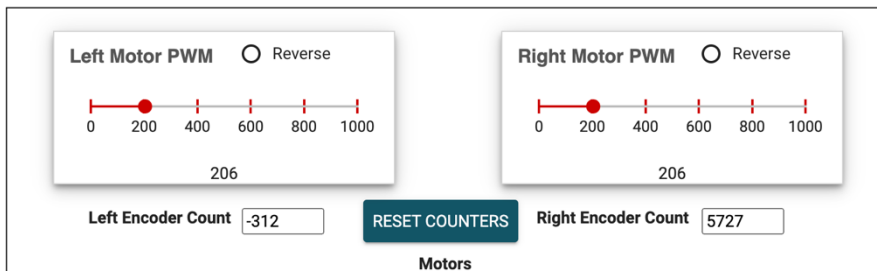 Left Motor PWM Reverse
0 200 400 600 800 1000
206
Right Motor PWM Reverse
0 200 400 600 800 1000
206
Left Encoder Count -312 RESET COUNTERS Right Encoder Count 5727
Motors